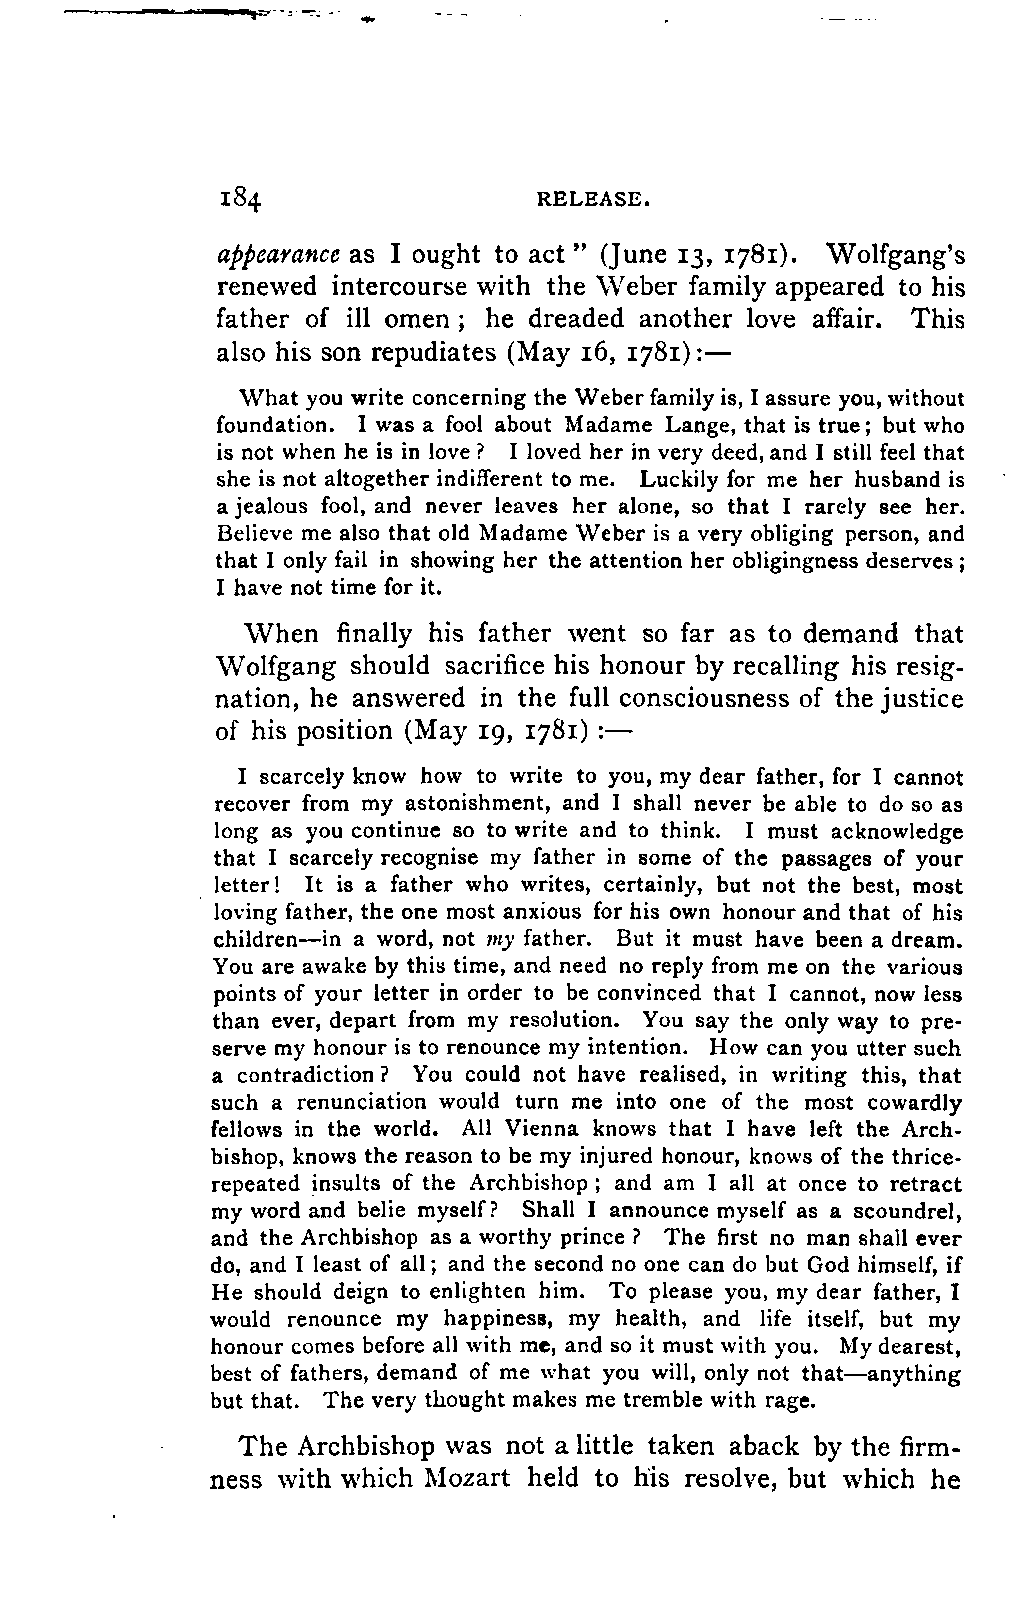 184 RELEASE.
appearance as I ought to act" (June 13, 1781). Wolfgang's
renewed intercourse with the Weber family appeared to his
father of ill omen; he dreaded another love affair. This
also his son repudiates (May 16, 1781):—
What you write concerning the Weber family is, I assure you, without
foundation. I was a fool about Madame Lange, that is true; but who
is not when he is in love? I loved her in very deed, and I still feel that
she is not altogether indifferent to me. Luckily for me her husband is
a jealous fool, and never leaves her alone, so that I rarely see her.
Believe me also that old Madame Weber is a very obliging person, and
that I only fail in showing her the attention her obligingness deserves;
I have not time for it.
When finally his father went so far as to demand that
Wolfgang should sacrifice his honour by recalling his resig-
nation, he answered in the full consciousness of the justice
of his position (May 19, 1781):—
I scarcely know how to write to you, my dear father, for I cannot
recover from my astonishment, and I shall never be able to do so as
long as you continue so to write and to think. I must acknowledge
that I scarcely recognise my father in some of the passages of your
letter! It is a father who writes, certainly, but not the best, most
loving father, the one most anxious for his own honour and that of his
children—in a word, not my father. But it must have been a dream.
You are awake by this time, and need no reply from me on the various
points of your letter in order to be convinced that I cannot, now less
than ever, depart from my resolution. You say the only way to pre-
serve my honour is to renounce my intention. How can you utter such
a contradiction? You could not have realised, in writing this, that
such a renunciation would turn me into one of the most cowardly
fellows in the world. All Vienna knows that I have left the Arch-
bishop, knows the reason to be my injured honour, knows of the thrice-
repeated insults of the Archbishop; and am I all at once to retract
my word and belie myself? Shall I announce myself as a scoundrel,
and the Archbishop as a worthy prince? The first no man shall ever
do, and I least of all; and the second no one can do but God himself, if
He should deign to enlighten him. To please you, my dear father, I
would renounce my happiness, my health, and life itself, but my
honour comes before all with me, and so it must with you. My dearest,
best of fathers, demand of me what you will, only not that—anything
but that. The very thought makes me tremble with rage.
The Archbishop was not a little taken aback by the firm-
ness with which Mozart held to his resolve, but which he